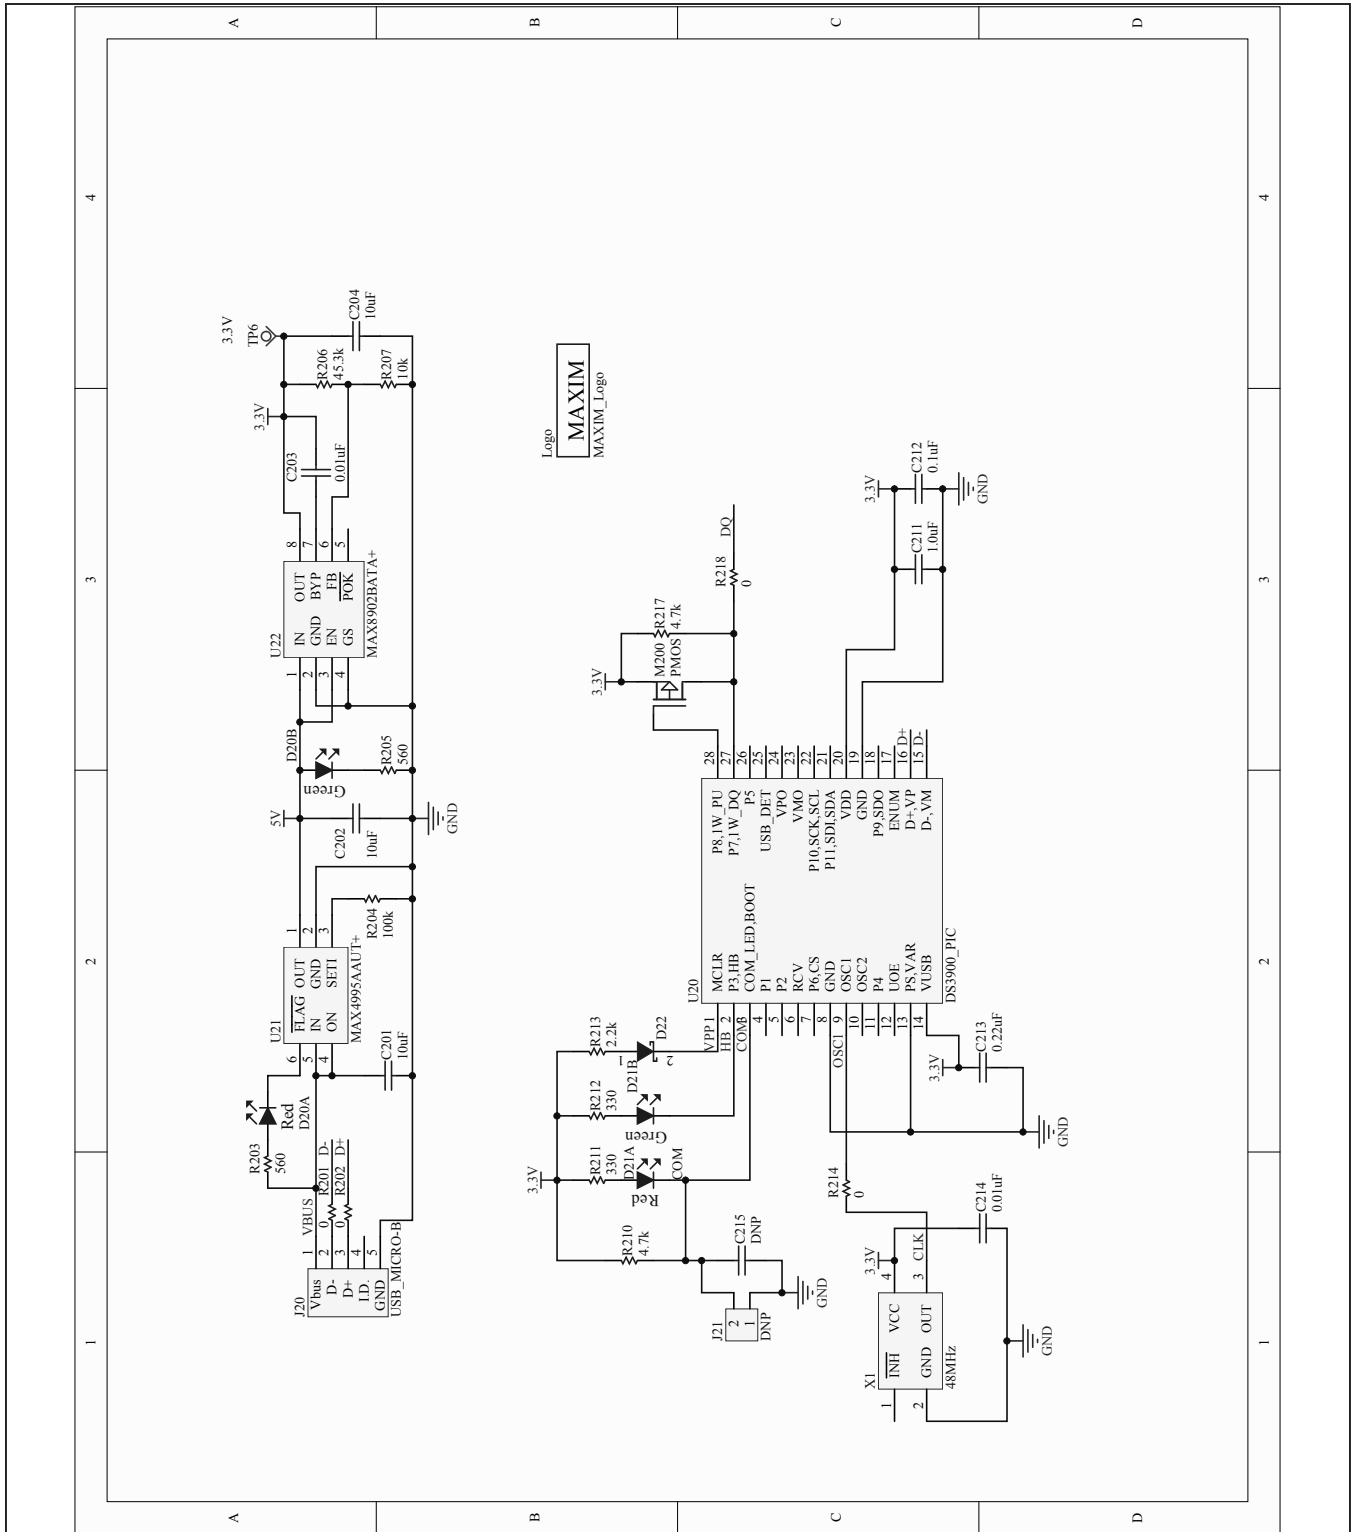 A
B
C
D
4
4
3
3
2
2
1
1
A
B
C
D
J20
Vbus
D-
D+
I.D.
GND
USB_MICRO-B
1
2
3
4
5
VBUS
0
R201
D-
0
R202
D+
R203
560
Red
D20A
C201
10uF
U21
FLAG
OUT
IN
GND
ON
SETI
MAX4995AAUT+
6
5
4
1
2
3
R204
100k
5V
C202
10uF
GND
D20B
Green
R205
560
U22
IN
OUT
GND
BYP
EN
FB
GS
POK
MAX8902BATA+
1
2
3
4
8
7
6
5
C203
0.01uF
3.3V
R206
45.3k
R207
10k
3.3V
TP6
C204
10uF
Logo
MAXIM
MAXIM_Logo
3.3V
R210
4.7k
R211
330
D21A
Red
COM
R212
330
D21B
Green
R213
2.2k
1
D22
2
J21
2
1
DNP
C215
DNP
GND
U20
MCLR
P3,HB
COM_LED,BOOT
P1
P2
RCV
P6,CS
GND
OSC1
OSC2
P4
UOE
PS,VAR
VUSB
DS3900_PIC
P8,1W_PU
P7,1W_DQ
P5
USB_DET
VPO
VMO
P10,SCK,SCL
P11,SDI,SDA
VDD
GND
P9,SDO
ENUM
D+,VP
D-,VM
VPP 1
HB 2
COM 3
4
5
6
7
8
OSC1 9
10
11
12
13
14
28
27
26
25
24
23
22
21
20
19
18
17
16 D+
15 D-
3.3V
M200
PMOS
R217
4.7k
R218
0
DQ
3.3V
C211
1.0uF
C212
0.1uF
GND
3.3V
C213
0.22uF
GND
R214
0
X1
INH
VCC
GND
OUT
48MHz
1
2
4
3
CLK
3.3V
C214
0.01uF
GND